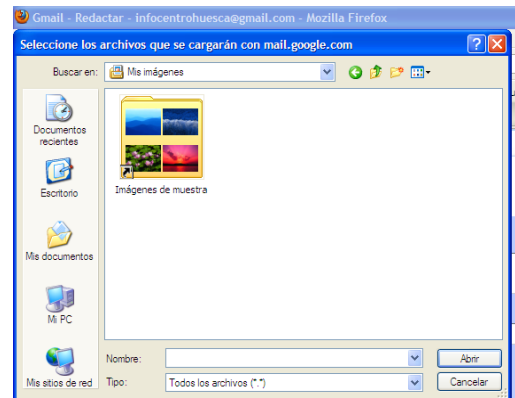 Gmail - Redactar - infocentrohuesca@gmail.com - Mozilla Firefox
Seleccione los archivos que se cargarán con mail.google.com
Buscar en:
Mis imágenes
Documentos
recientes
Escritorio
Mis documentos
Mi PC
Mis sitios de red
Imágenes de muestra
Nombre:
Abrir
Tipo:
Todos los archivos (*.*)
Cancelar